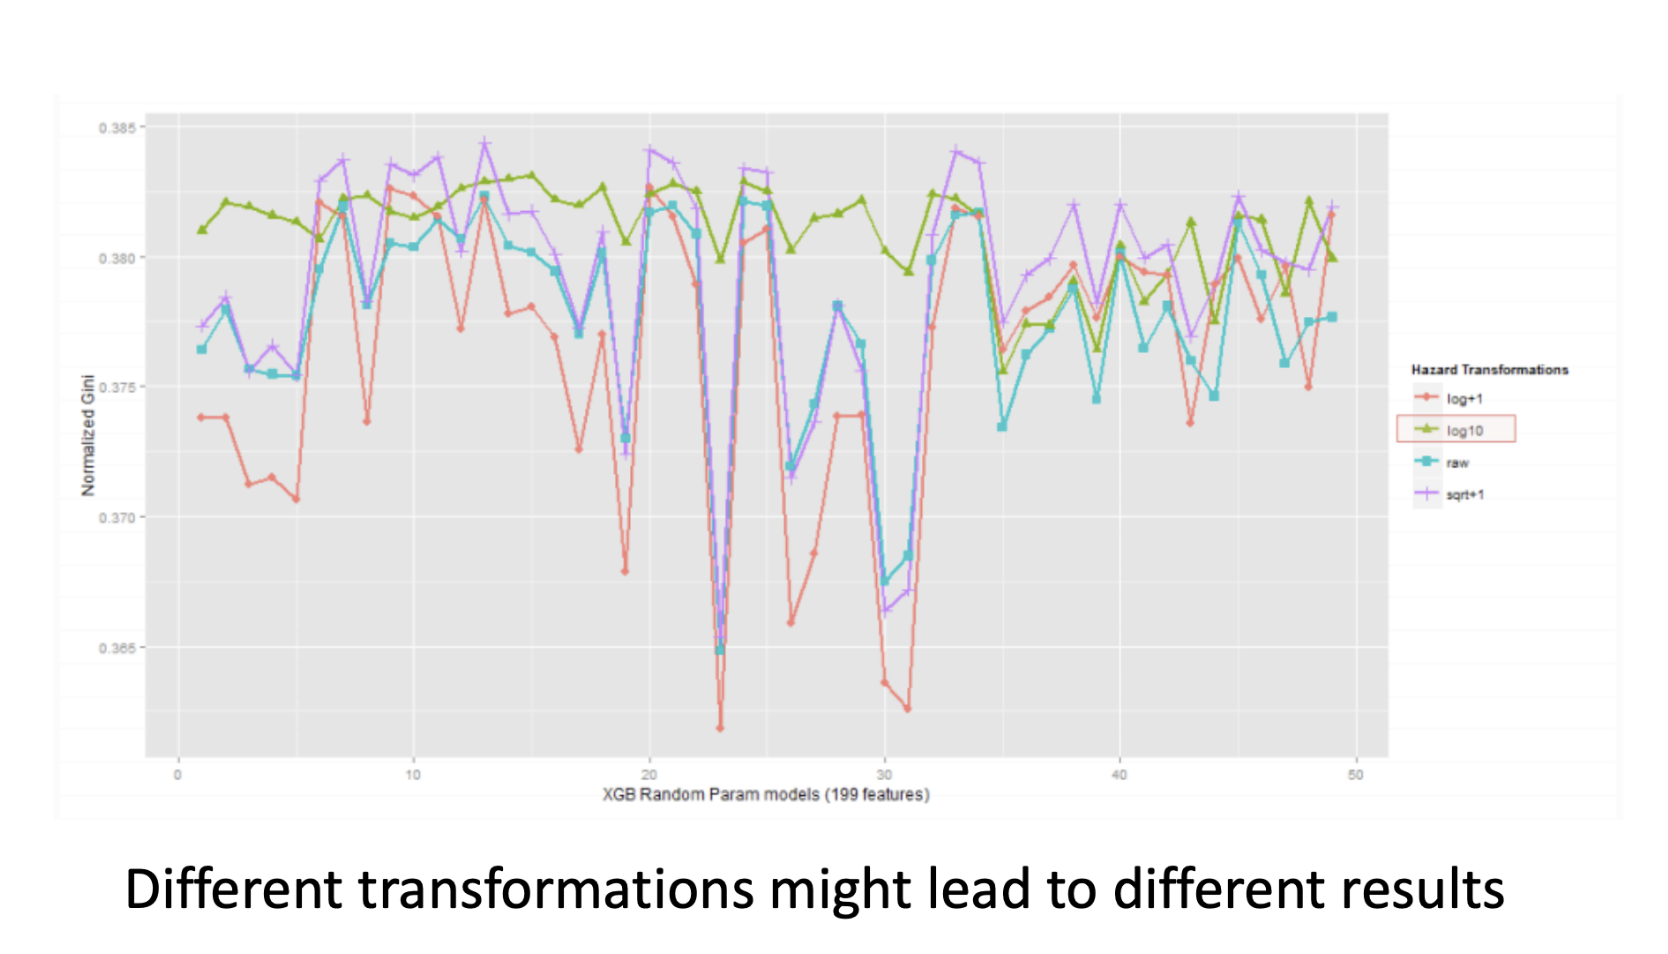 0.385
0.380
0.375
0.370
0.365
Normalized Gini
0
10
20
30
40
50
XGB Random Param models (199 features)
Hazard Transformations
log+1
log10
raw
sqrt+1
Different transformations might lead to different results